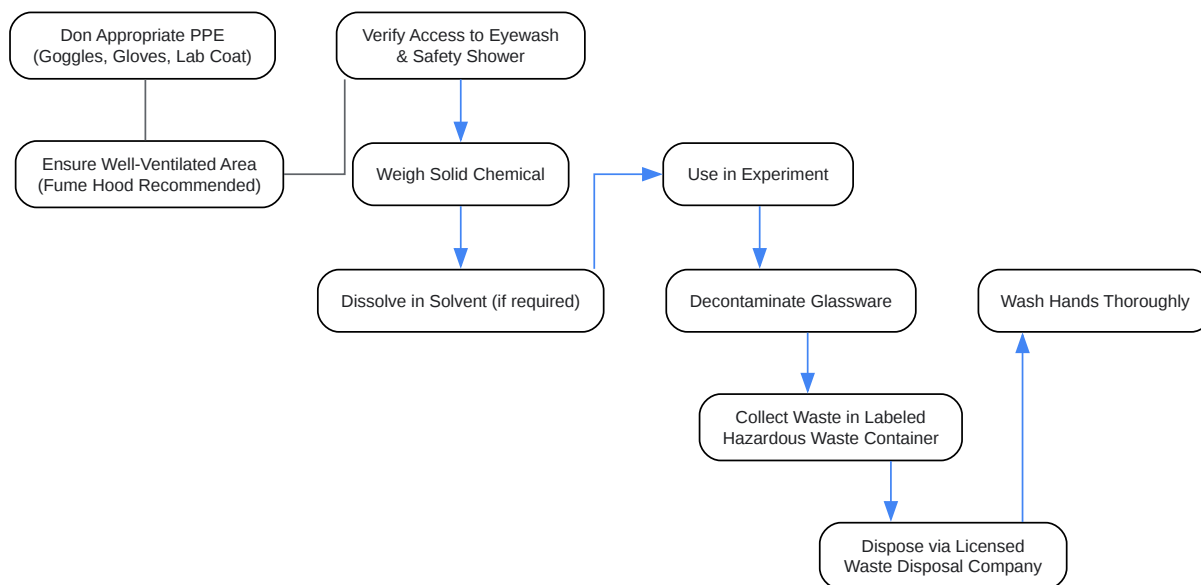 Don Appropriate PPE
(Goggles, Gloves, Lab Coat)
Verify Access to Eyewash
& Safety Shower
Ensure Well-Ventilated Area
(Fume Hood Recommended)
Weigh Solid Chemical
Use in Experiment
Dissolve in Solvent (if required)
Decontaminate Glassware
Wash Hands Thoroughly
Collect Waste in Labeled
Hazardous Waste Container
Dispose via Licensed
Waste Disposal Company